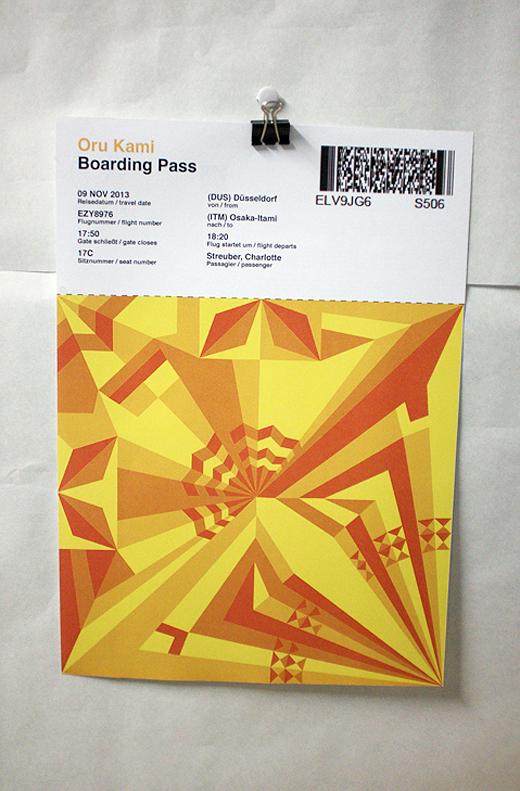 Oru Kami
Boarding Pass
ELV9JG6 S506
09 NOV 2013
Reisedatum / travel date
EZY8976
Flugnummer / flight number
17:50
Gate schließt / gate closes
17C
Sitznummer / seat number
(DUS) Düsseldorf
von / from
(ITM) Osaka-Itami
nach / to
18:20
Flug startet um / flight departs
Streuber, Charlotte
Passagier / passenger